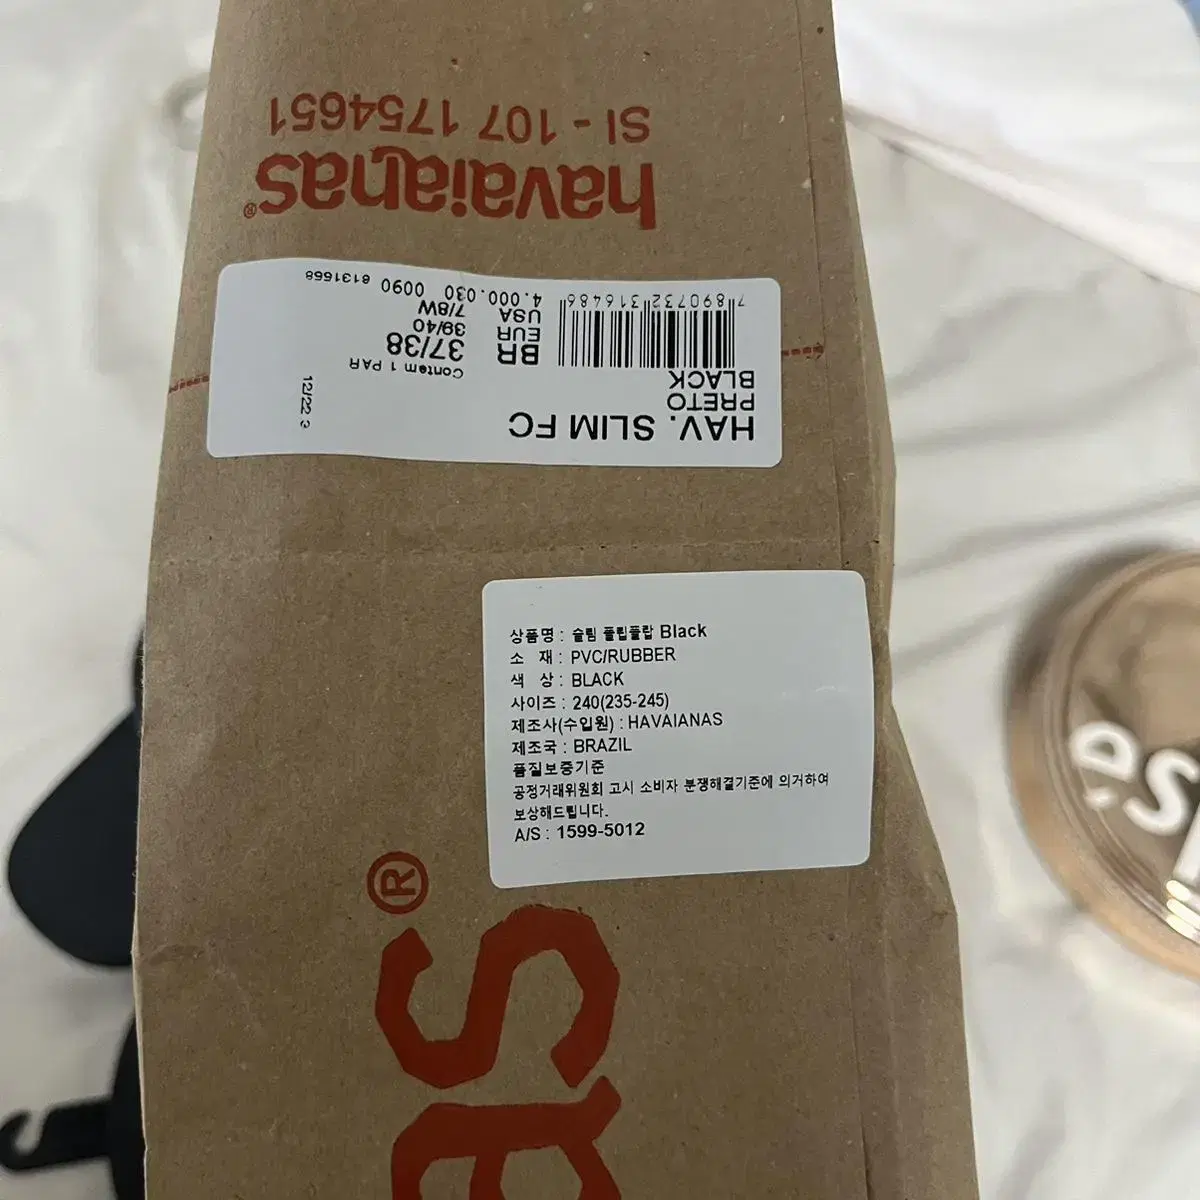 havaianas®
SI - 107 1754651
HAV. SLIM FC
PRETO
BLACK
7 890732 316486
Contem 1 PAR
BR 37/38
EUR 39/40
USA 7/8W
4.000.030 0090 8131558
12/22
상품명 : 슬림 플립플랍 Black
소 재 : PVC/RUBBER
색 상 : BLACK
사이즈 : 240(235-245)
제조사(수입원) : HAVAIANAS
제조국 : BRAZIL
품질보증기준
공정거래위원회 고시 소비자 분쟁해결기준에 의거하여
보상해드립니다.
A/S : 1599-5012
as®